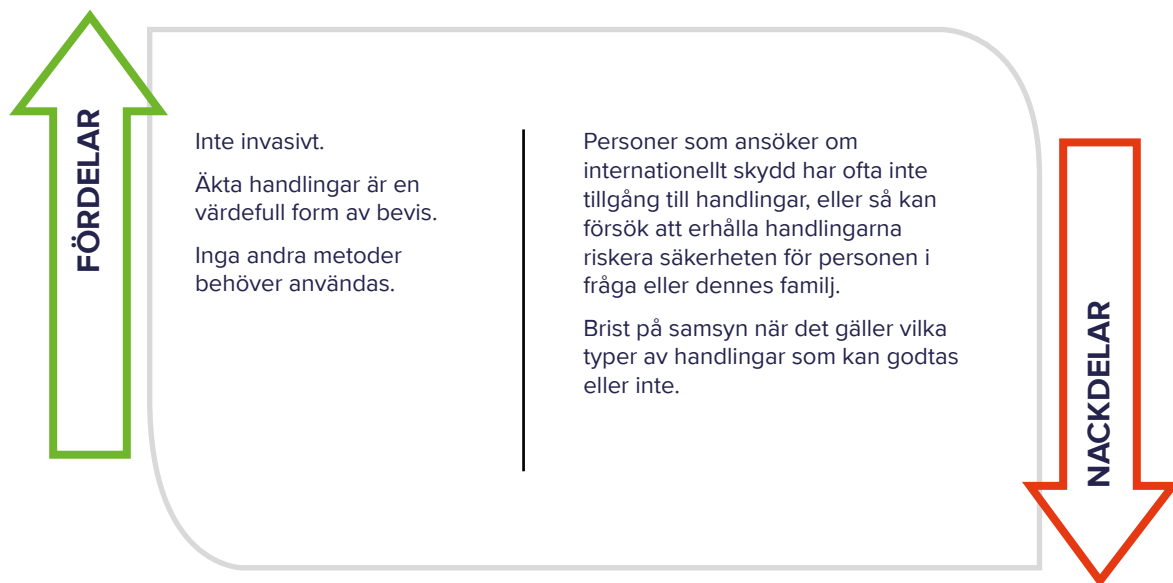 FÖRDELAR
Inte invasivt.
Äkta handlingar är en
värdefull form av bevis.
Inga andra metoder
behöver användas.
Personer som ansöker om
internationellt skydd har ofta inte
tillgång till handlingar, eller så kan
försök att erhålla handlingarna
riskera säkerheten för personen i
fråga eller dennes familj.
Brist på samsyn när det gäller vilka
typer av handlingar som kan godtas
eller inte.
NACKDELAR